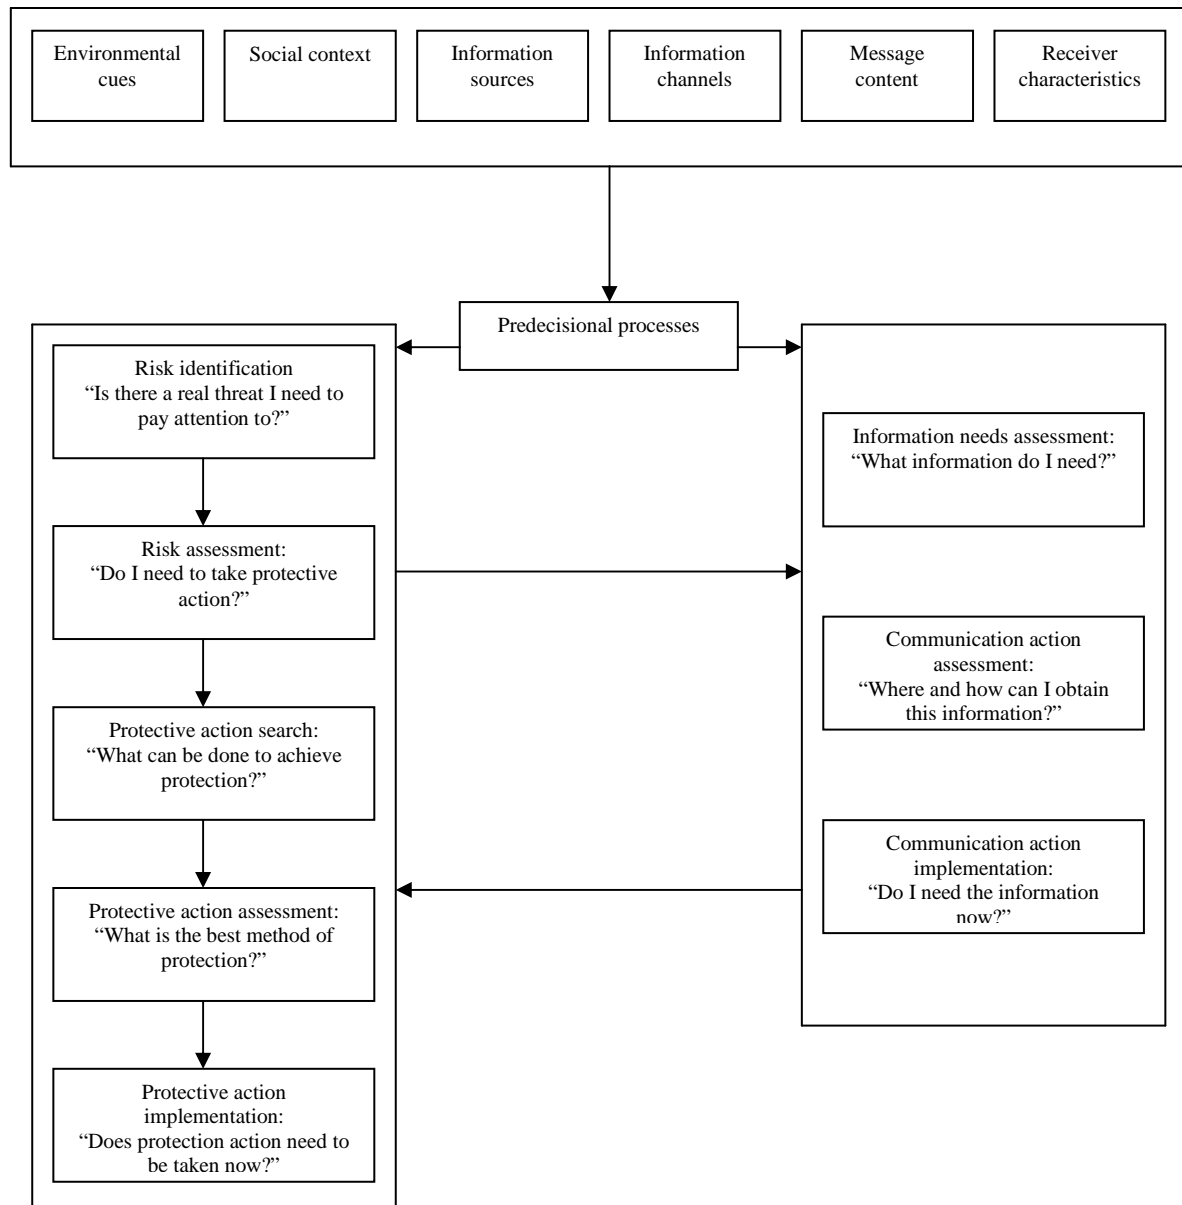 Environmental
cues
Social context
Information
sources
Information
channels
Message
content
Receiver
characteristics
Predecisional processes
Risk identification
“Is there a real threat I need to
pay attention to?”
Risk assessment:
“Do I need to take protective
action?”
Protective action search:
“What can be done to achieve
protection?”
Protective action assessment:
“What is the best method of
protection?”
Protective action
implementation:
“Does protection action need to
be taken now?”
Information needs assessment:
“What information do I need?”
Communication action
assessment:
“Where and how can I obtain
this information?”
Communication action
implementation:
“Do I need the information
now?”